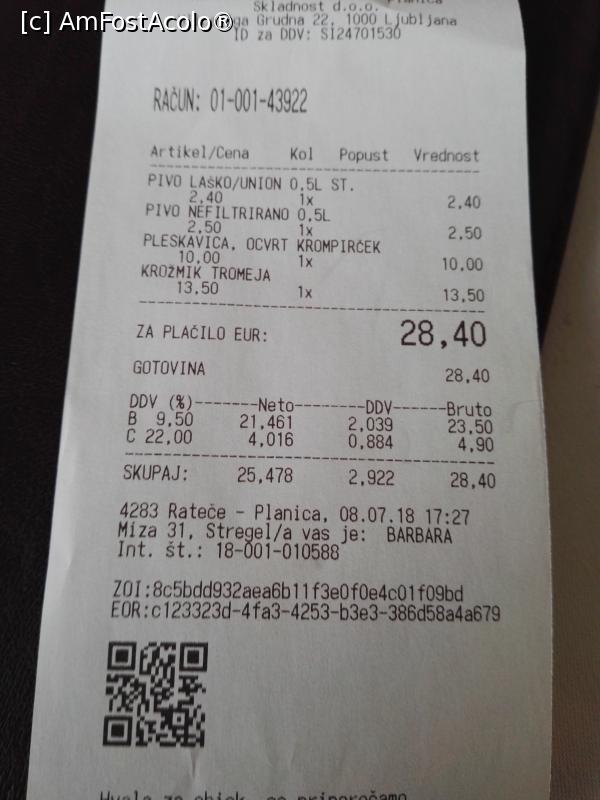 [c] AmFostAcolo®
Skladnost d.o.o.
Grudna 22, 1000 Ljubljana
ID za DDV: SI24701530
RAČUN: 01-001-43922
Artikel/Cena Kol Popust Vrednost
PIVO LAŠKO/UNION 0,5L ST.
2,40 1x 2,40
PIVO NEFILTRIRANO 0,5L
2,50 1x 2,50
PLESKAVICA, OCVRT KROMPIRČEK
10,00 1x 10,00
KROŽMIK TROMEJA
13,50 1x 13,50
ZA PLAČILO EUR: 28,40
GOTOVINA 28,40
DDV (%)-------Neto--------DDV------Bruto
B 9,50 21,461 2,039 23,50
C 22,00 4,016 0,884 4,90
SKUPAJ: 25,478 2,922 28,40
4283 Rateče - Planica, 08.07.18 17:27
Miza 31, Stregel/a vas je: BARBARA
Int. št.: 18-001-010588
ZOI:8c5bdd932aea6b11f3e0f0e4c01f09bd
EOR:c123323d-4fa3-4253-b3e3-386d58a4a679